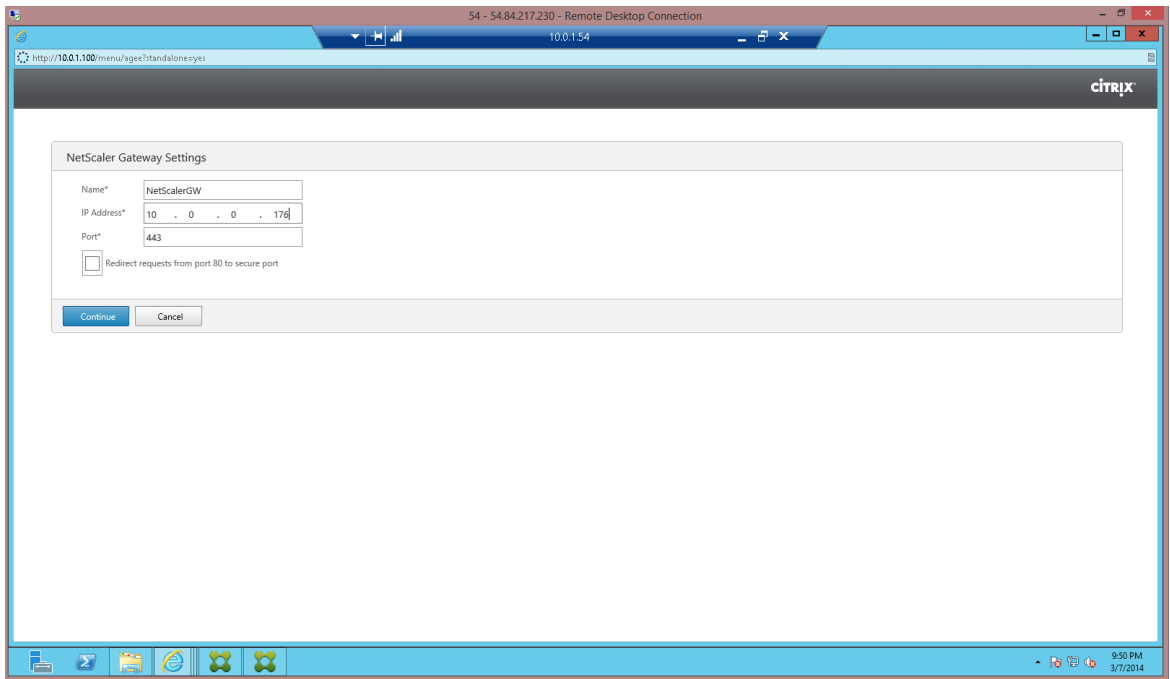 54 - 54.84.217.230 - Remote Desktop Connection
10.0.1.54
http://10.0.1.100/menu/agee?standalone=yes
CITRIX
NetScaler Gateway Settings
Name* NetScalerGW
IP Address* 10 . 0 . 0 . 176
Port* 443
Redirect requests from port 80 to secure port
Continue Cancel
9:50 PM
3/7/2014